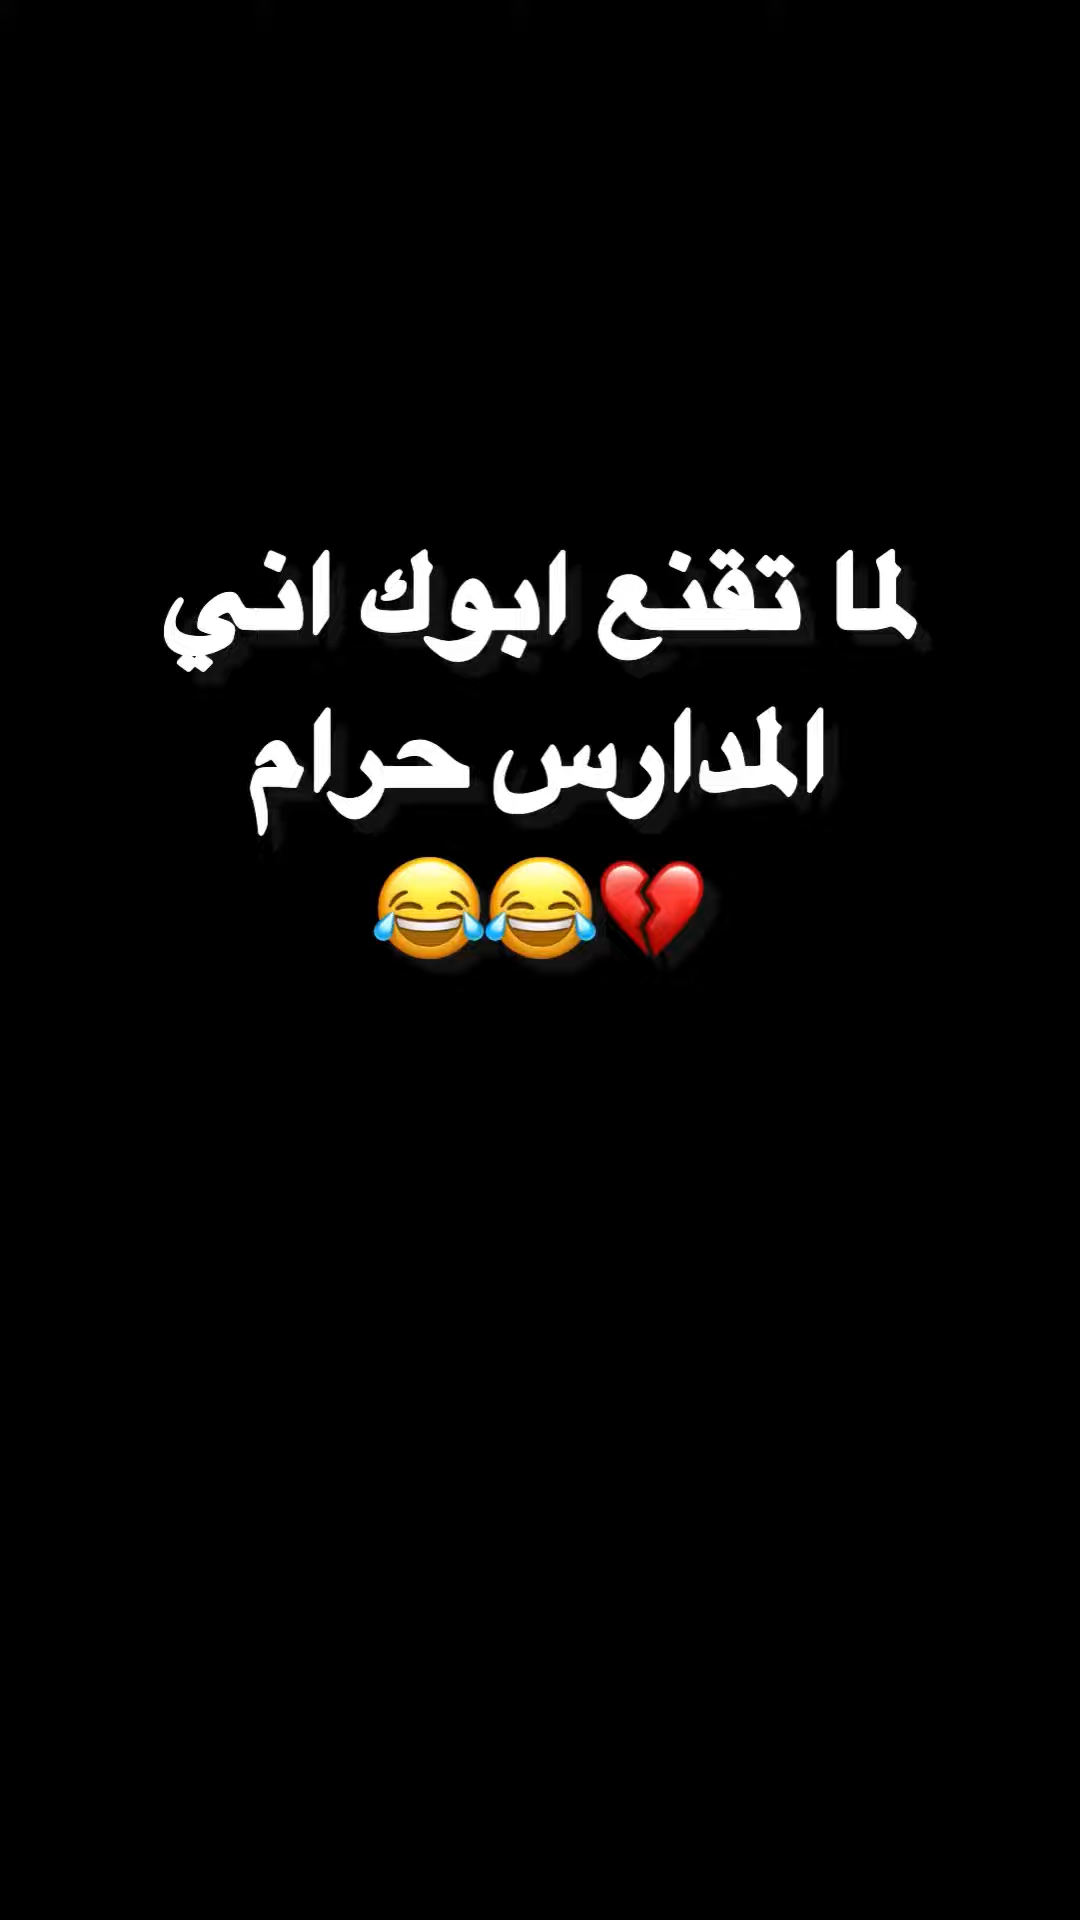 لما تقنع ابوك اني
المدارس حرام
😂😂💔